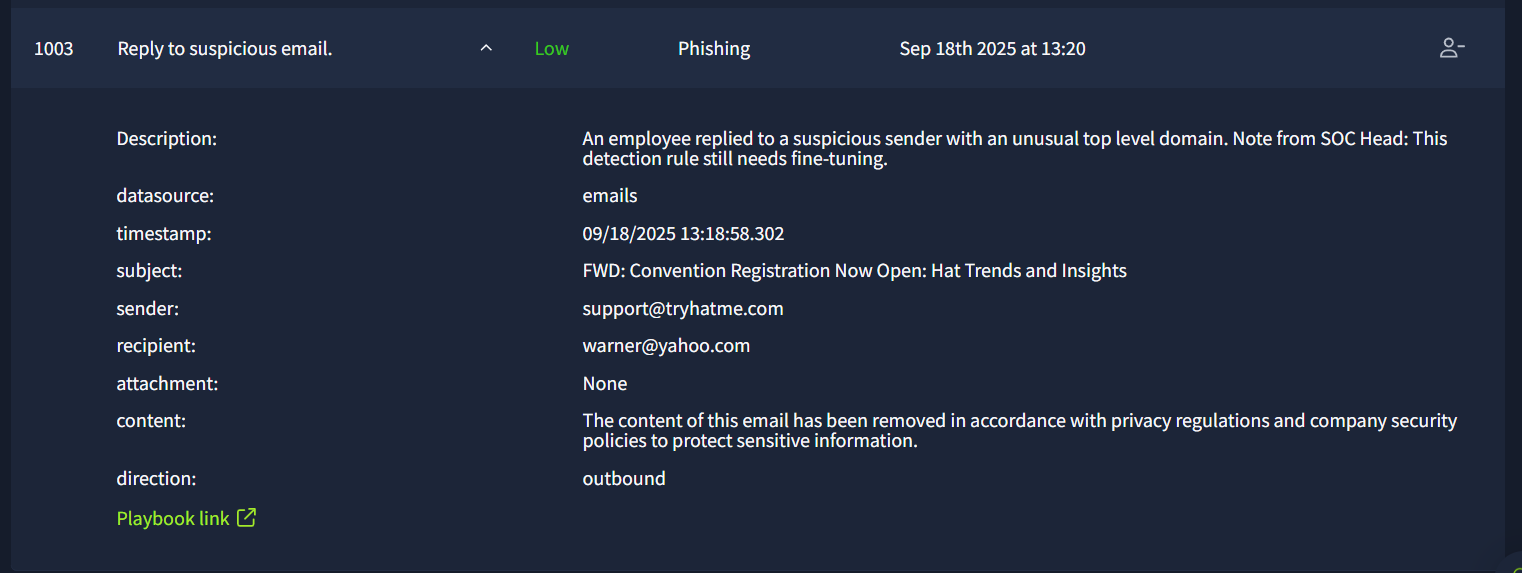 1003 Reply to suspicious email. Low Phishing Sep 18th 2025 at 13:20
Description: An employee replied to a suspicious sender with an unusual top level domain. Note from SOC Head: This
detection rule still needs fine-tuning.
datasource: emails
timestamp: 09/18/2025 13:18:58.302
subject: FWD: Convention Registration Now Open: Hat Trends and Insights
sender: support@tryhatme.com
recipient: warner@yahoo.com
attachment: None
content: The content of this email has been removed in accordance with privacy regulations and company security
policies to protect sensitive information.
direction: outbound
Playbook link